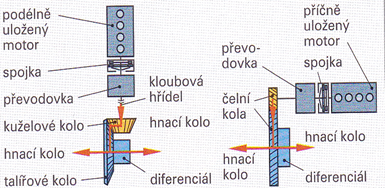 podélně
uložený
motor
spojka
převodovka
kuželové kolo
hnací kolo
talířové kolo
kloubová
hřídel
hnací kolo
diferenciál
příčně
uložený
motor
převo-
dovka
spojka
čelní
kola
hnací
kolo
hnací kolo
diferenciál